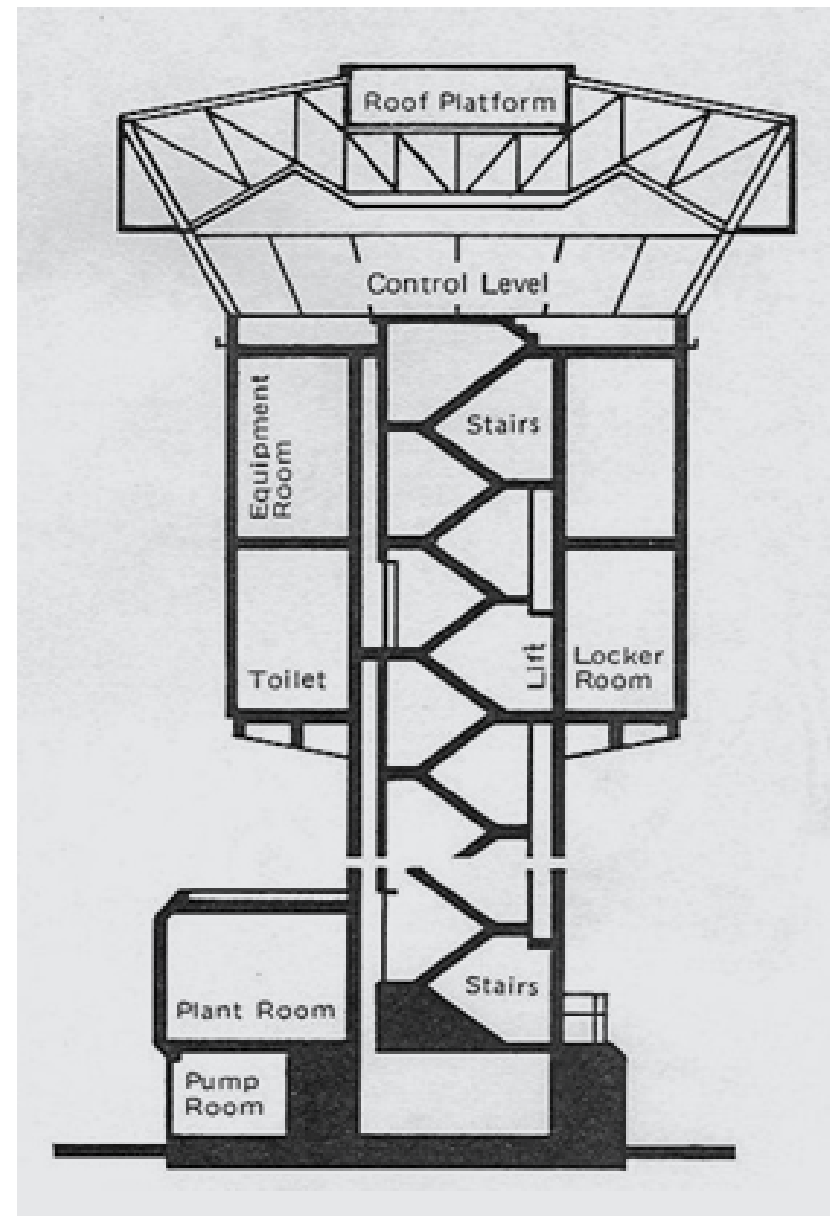 Roof Platform
Control Level
Equipment
Room
Stairs
Toilet
Lift
Locker
Room
Stairs
Plant Room
Pump
Room